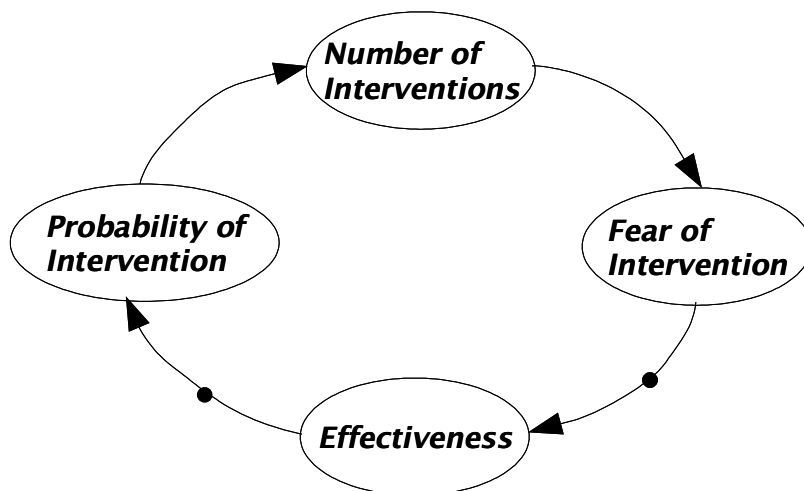 Number of
Interventions
Probability of
Intervention
Fear of
Intervention
Effectiveness